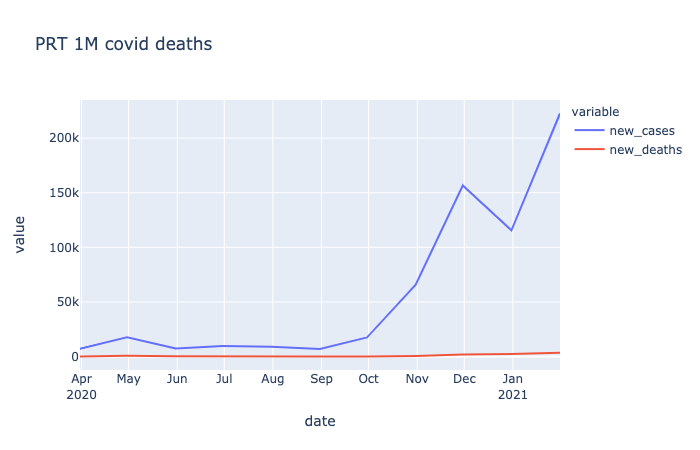 PRT 1M covid deaths
variable
new_cases
new_deaths
200k
150k
100k
50k
0
value
Apr May Jun Jul Aug Sep Oct Nov Dec Jan
2020 2021
date